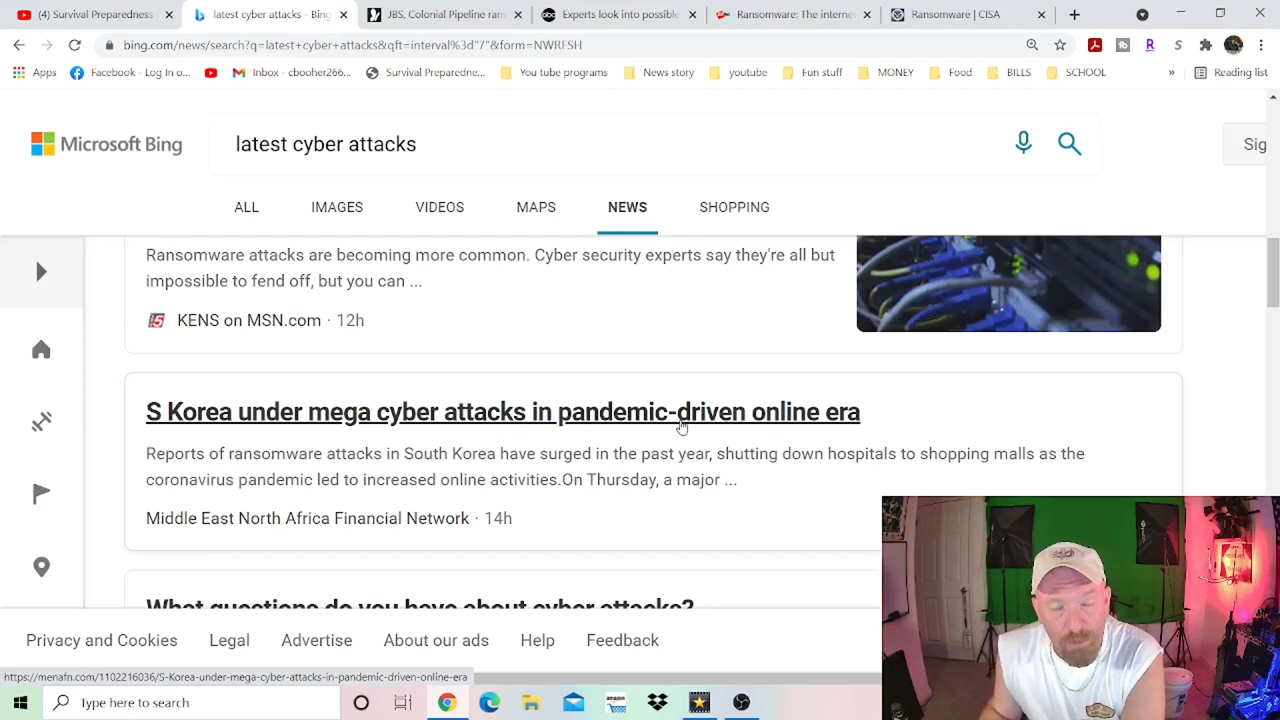 (4) Survival Preparedness
latest cyber attacks - Bing
JBS, Colonial Pipeline ran
Experts look into possible
Ransomware: The internet
Ransomware | CISA
bing.com/news/search?q=latest+cyber+attacks&qft=interval%3d"7"&form=NWRFSH
Apps
Facebook - Log In o...
Inbox - cbooher266...
Survival Preparedne...
You tube programs
News story
youtube
Fun stuff
MONEY
Food
BILLS
SCHOOL
»
Reading list
Microsoft Bing
latest cyber attacks
Sig
ALL
IMAGES
VIDEOS
MAPS
NEWS
SHOPPING
Ransomware attacks are becoming more common. Cyber security experts say they're all but
impossible to fend off, but you can ...
KENS on MSN.com · 12h
S Korea under mega cyber attacks in pandemic-driven online era
Reports of ransomware attacks in South Korea have surged in the past year, shutting down hospitals to shopping malls as the
coronavirus pandemic led to increased online activities.On Thursday, a major ...
Middle East North Africa Financial Network · 14h
What questions do you have about cyber attacks?
Privacy and Cookies
Legal
Advertise
About our ads
Help
Feedback
https://menafn.com/1102216036/S-Korea-under-mega-cyber-attacks-in-pandemic-driven-online-era
Type here to search
amazon